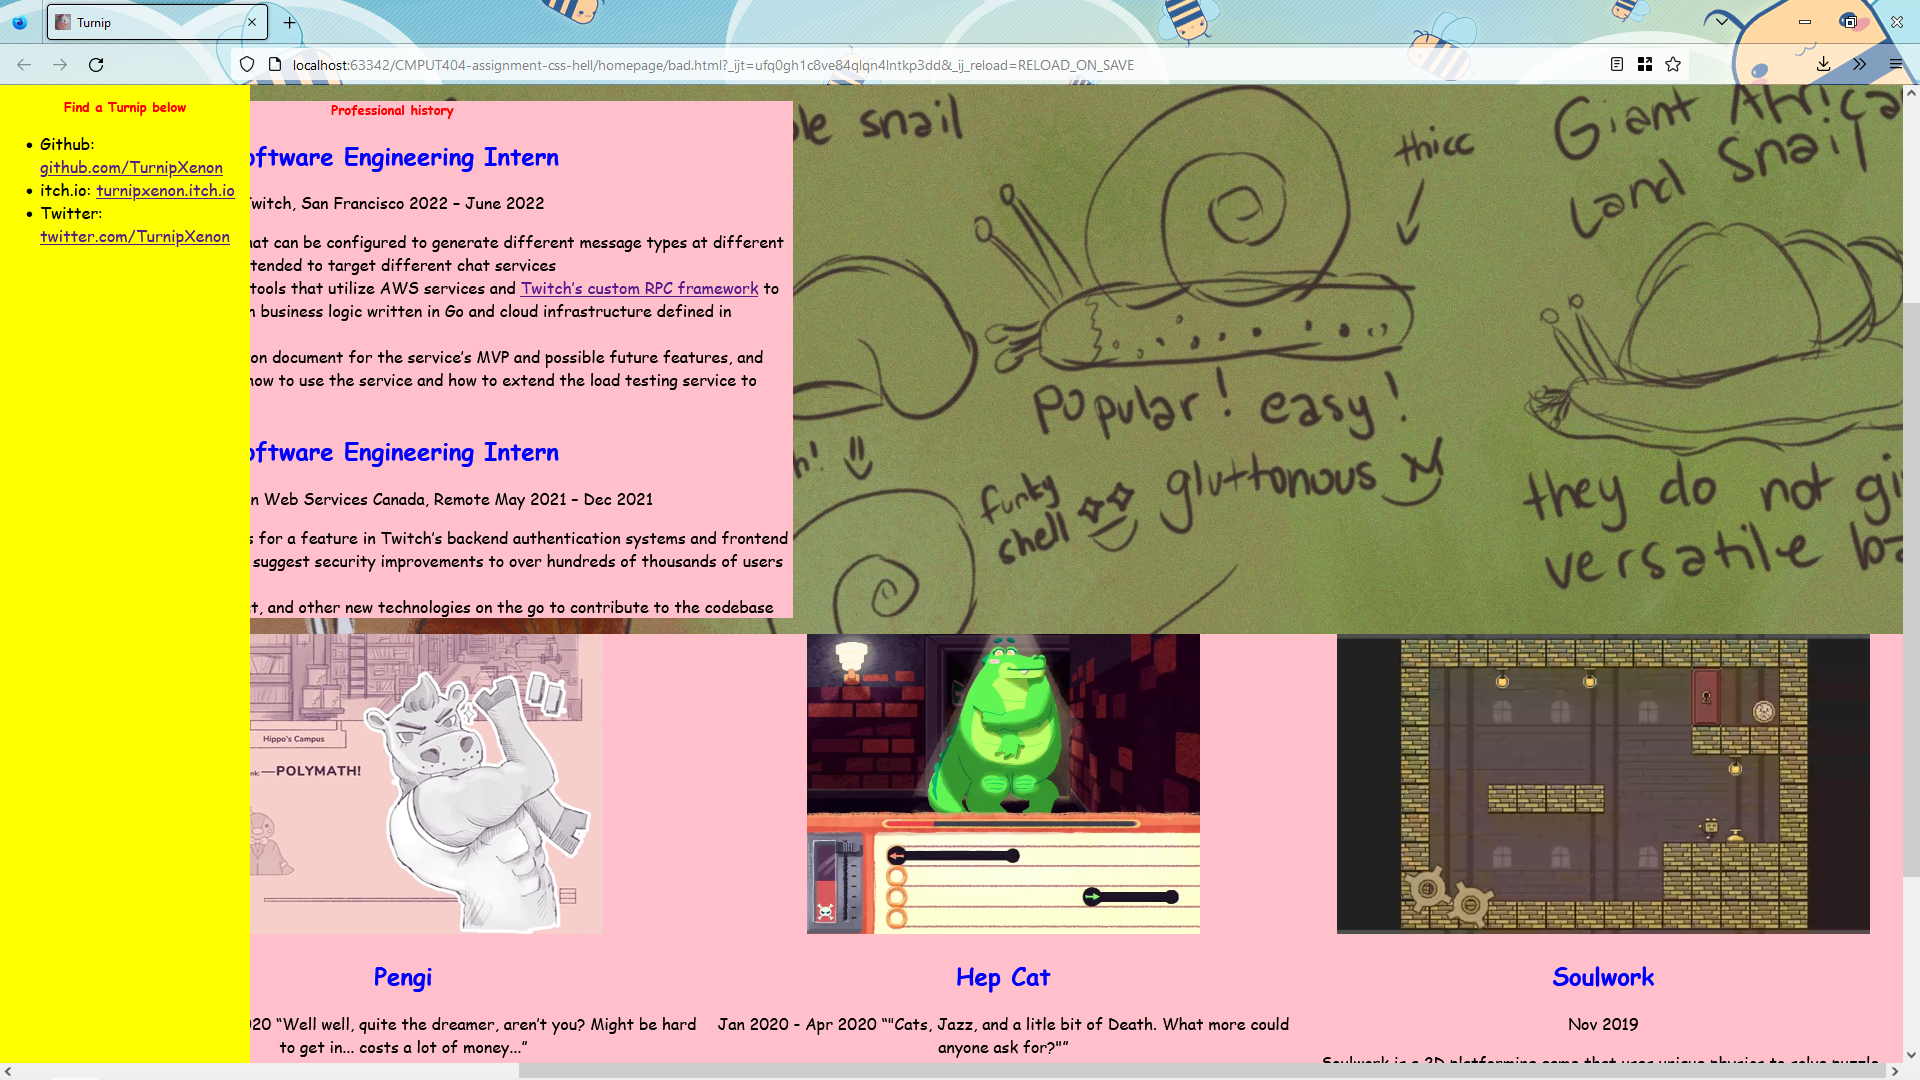 Turnip
localhost:63342/CMPUT404-assignment-css-hell/homepage/bad.html?_ijt=ufq0gh1c8ve84qlqn4lntkp3dd&_ij_reload=RELOAD_ON_SAVE
Find a Turnip below
Github:
github.com/TurnipXenon
itch.io: turnipxenon.itch.io
Twitter:
twitter.com/TurnipXenon
Professional history
oftware Engineering Intern
Twitch, San Francisco 2022 – June 2022
hat can be configured to generate different message types at different
tended to target different chat services
tools that utilize AWS services and Twitch's custom RPC framework to
business logic written in Go and cloud infrastructure defined in
on document for the service's MVP and possible future features, and
how to use the service and how to extend the load testing service to
oftware Engineering Intern
n Web Services Canada, Remote May 2021 – Dec 2021
s for a feature in Twitch's backend authentication systems and frontend
suggest security improvements to over hundreds of thousands of users
t, and other new technologies on the go to contribute to the codebase
le snail
thicc
Giant Africa
Land Snail
Popular! easy!
h!
funky
shell
gluttonous
they do not gi
versatile ba
Hippo's Campus
—POLYMATH!
Pengi
020 “Well well, quite the dreamer, aren't you? Might be hard
to get in... costs a lot of money...”
Hep Cat
Jan 2020 - Apr 2020 “"Cats, Jazz, and a litle bit of Death. What more could
anyone ask for?"”
Soulwork
Nov 2019
Soulwork is a 2D platforming game that uses unique physics to solve puzzle